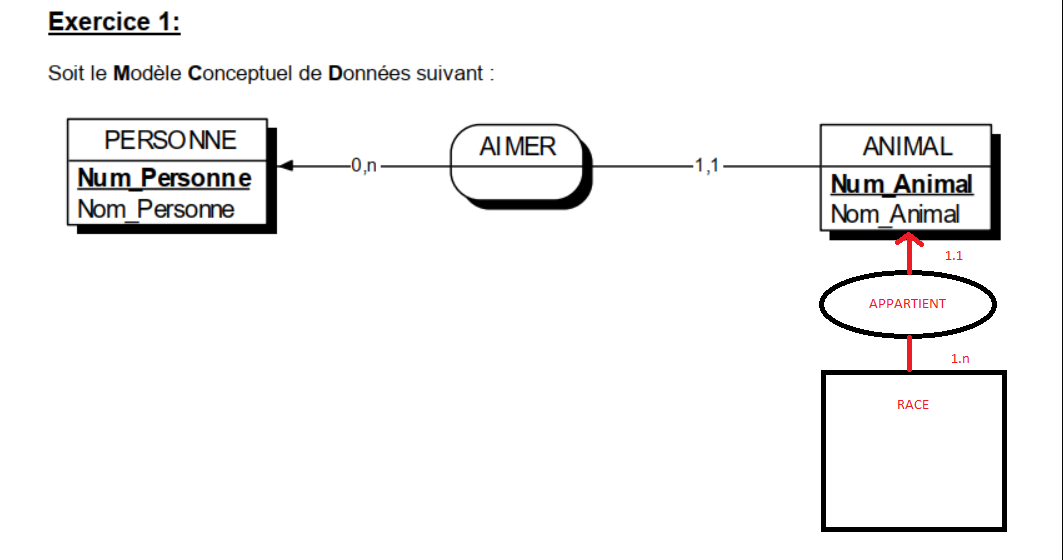 Exercice 1:
Soit le Modèle Conceptuel de Données suivant :
PERSONNE
Num_Personne
Nom_Personne
0,n
AIMER
1,1
ANIMAL
Num_Animal
Nom_Animal
1.1
APPARTIENT
1.n
RACE